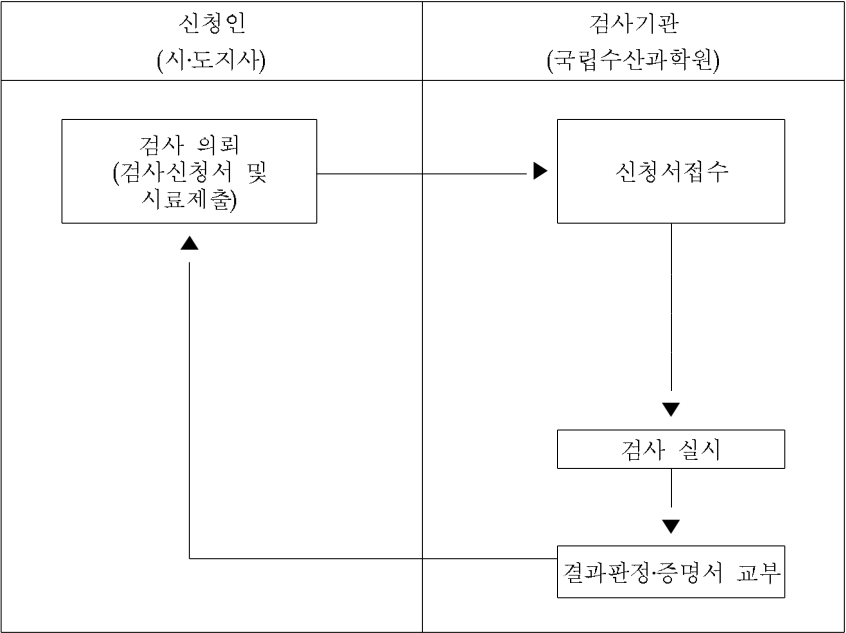 신청인
(시·도지사)
검사기관
(국립수산과학원)
검사 의뢰
(검사신청서 및
시료제출)
신청서접수
검사 실시
결과판정·증명서 교부